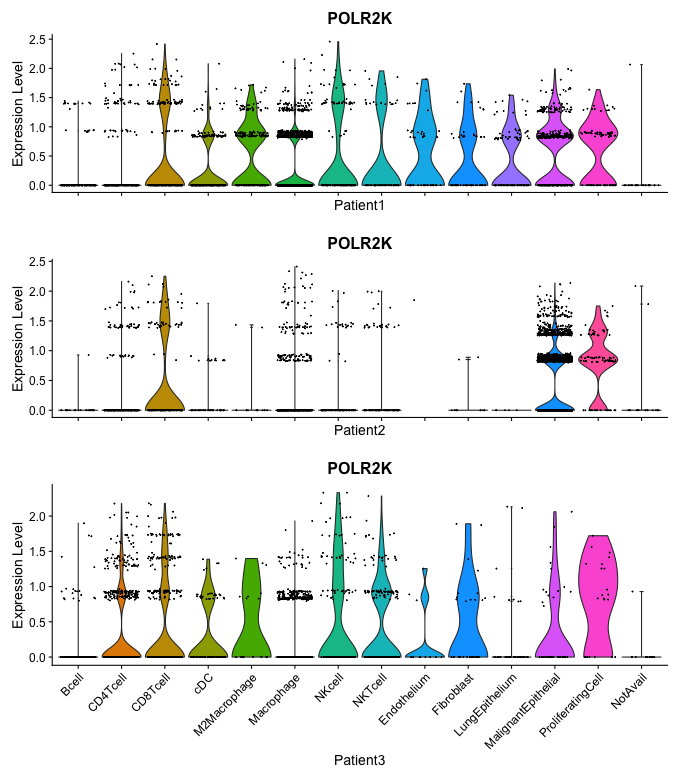 POLR2K
Expression Level
2.5
2.0
1.5
1.0
0.5
0.0
Patient1
POLR2K
Expression Level
2.5
2.0
1.5
1.0
0.5
0.0
Patient2
POLR2K
Expression Level
2.0
1.5
1.0
0.5
0.0
Bcell
CD4Tcell
CD8Tcell
cDC
M2Macrophage
Macrophage
NKcell
NKTcell
Endothelium
Fibroblast
LungEpithelium
MalignantEpithelial
ProliferatingCell
NotAvail
Patient3